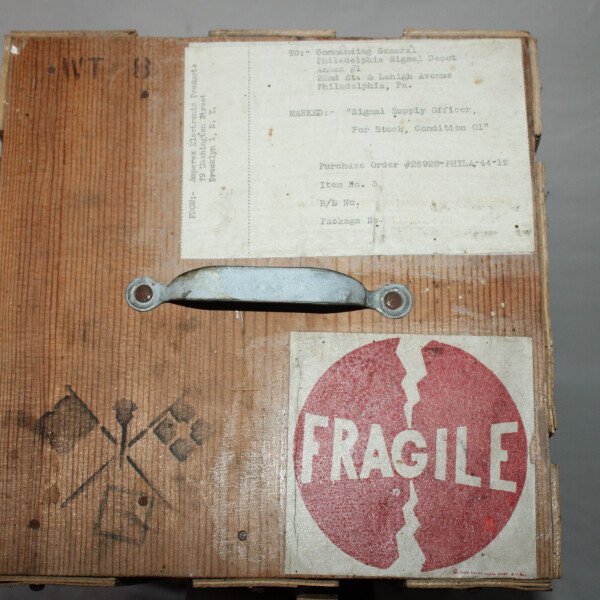 WT. 8
TO:- Commanding General
Philadelphia Signal Depot
Annex #1
22nd St. & Lehigh Avenue
Philadelphia, Pa.
MARKED:- "Signal Supply Officer,
For Stock, Condition 01"
Purchase Order #26928-PHILA-44-12
Item No. 3
B/L No.
Package No.
FROM:- Amperex Electronic Products
79 Washington Street
Brooklyn 1, N. Y.
FRAGILE